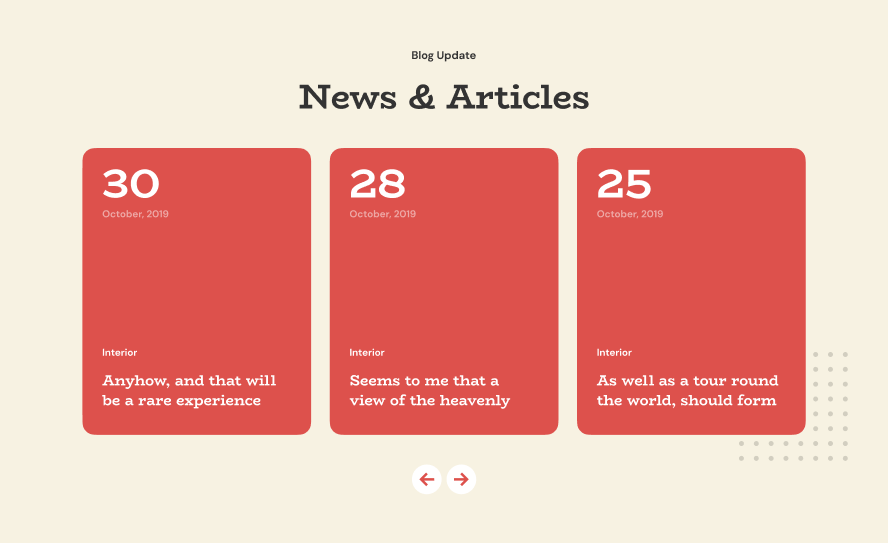 Blog Update
News & Articles
30
October, 2019
Interior
Anyhow, and that will
be a rare experience
28
October, 2019
Interior
Seems to me that a
view of the heavenly
25
October, 2019
Interior
As well as a tour round
the world, should form